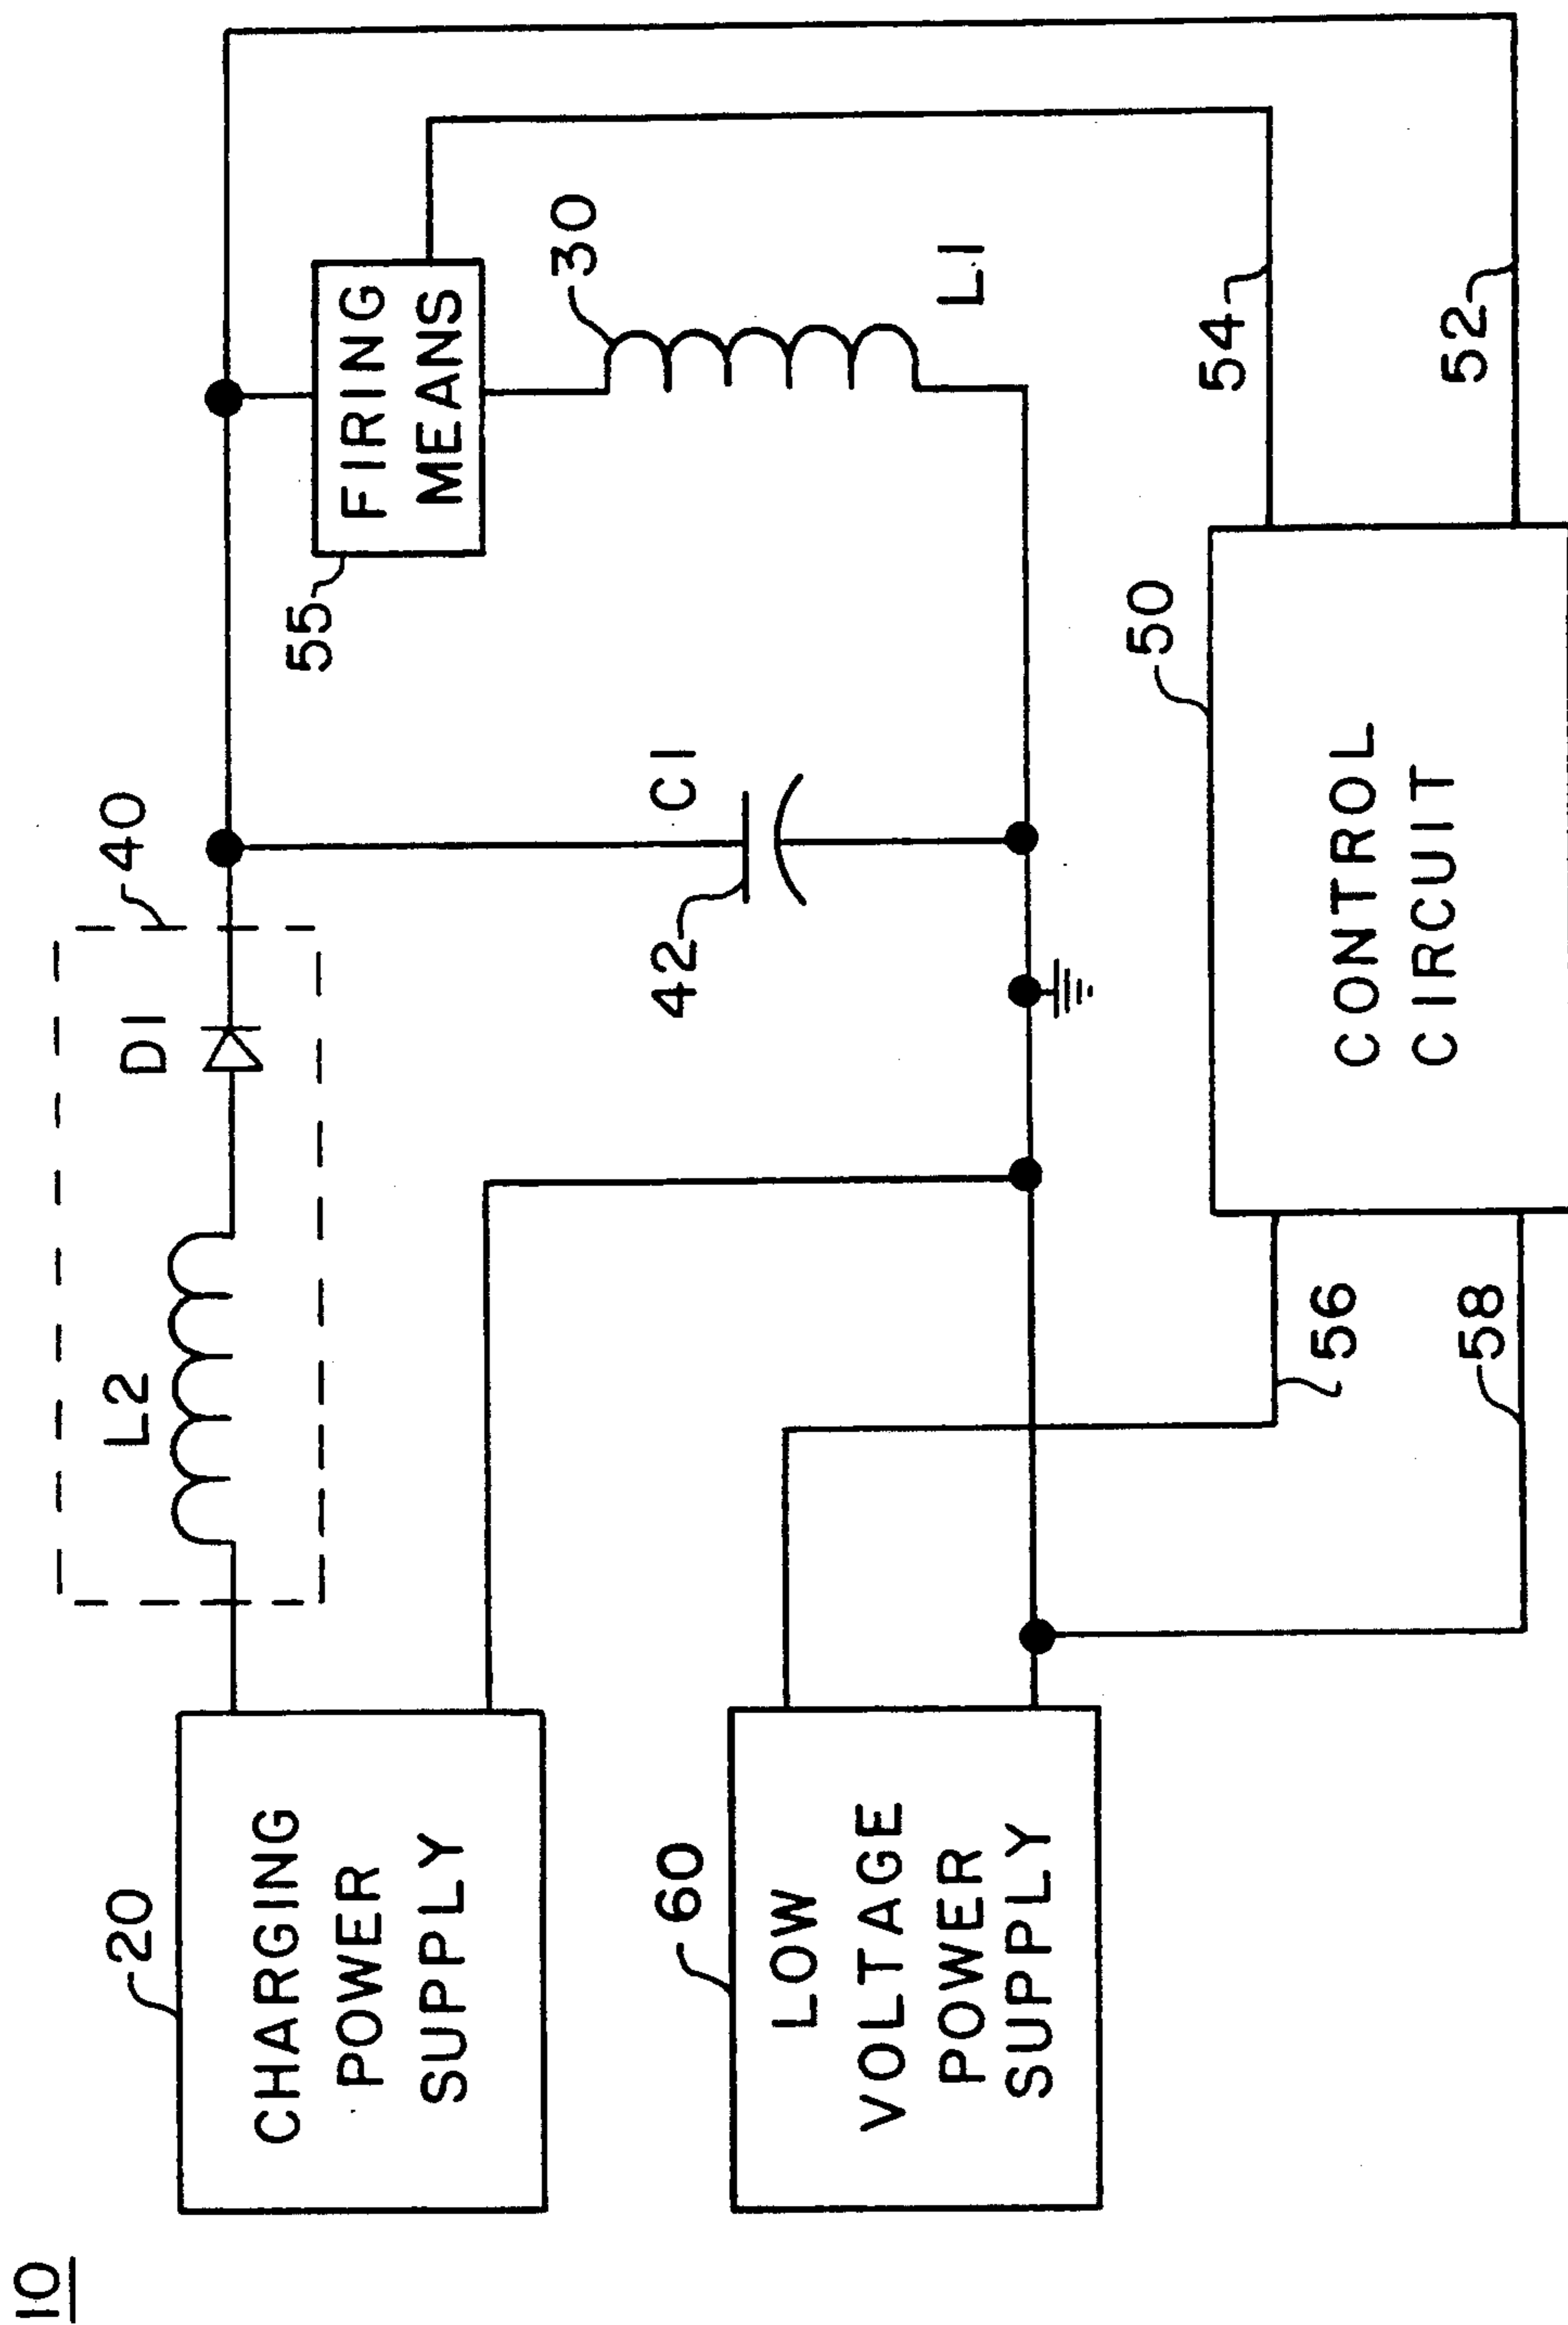 10
20
CHARGING
POWER
SUPPLY
L2
D1
40
42
C1
55
FIRING
MEANS
30
L1
60
LOW
VOLTAGE
POWER
SUPPLY
56
58
50
CONTROL
CIRCUIT
54
52